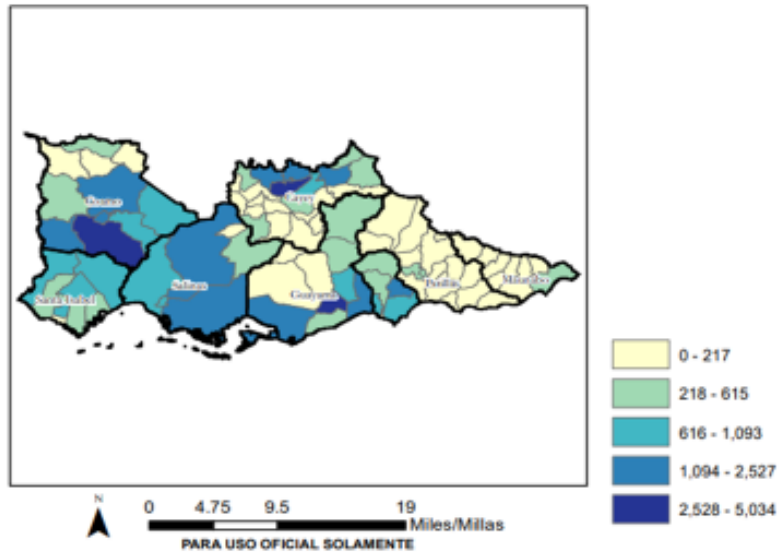 Coamo
Cayey
Santa Isabel
Salinas
Guayama
Patillas
Maunabo
0 - 217
218 - 615
616 - 1,093
1,094 - 2,527
2,528 - 5,034
N
0 4.75 9.5 19
Miles/Millas
PARA USO OFICIAL SOLAMENTE